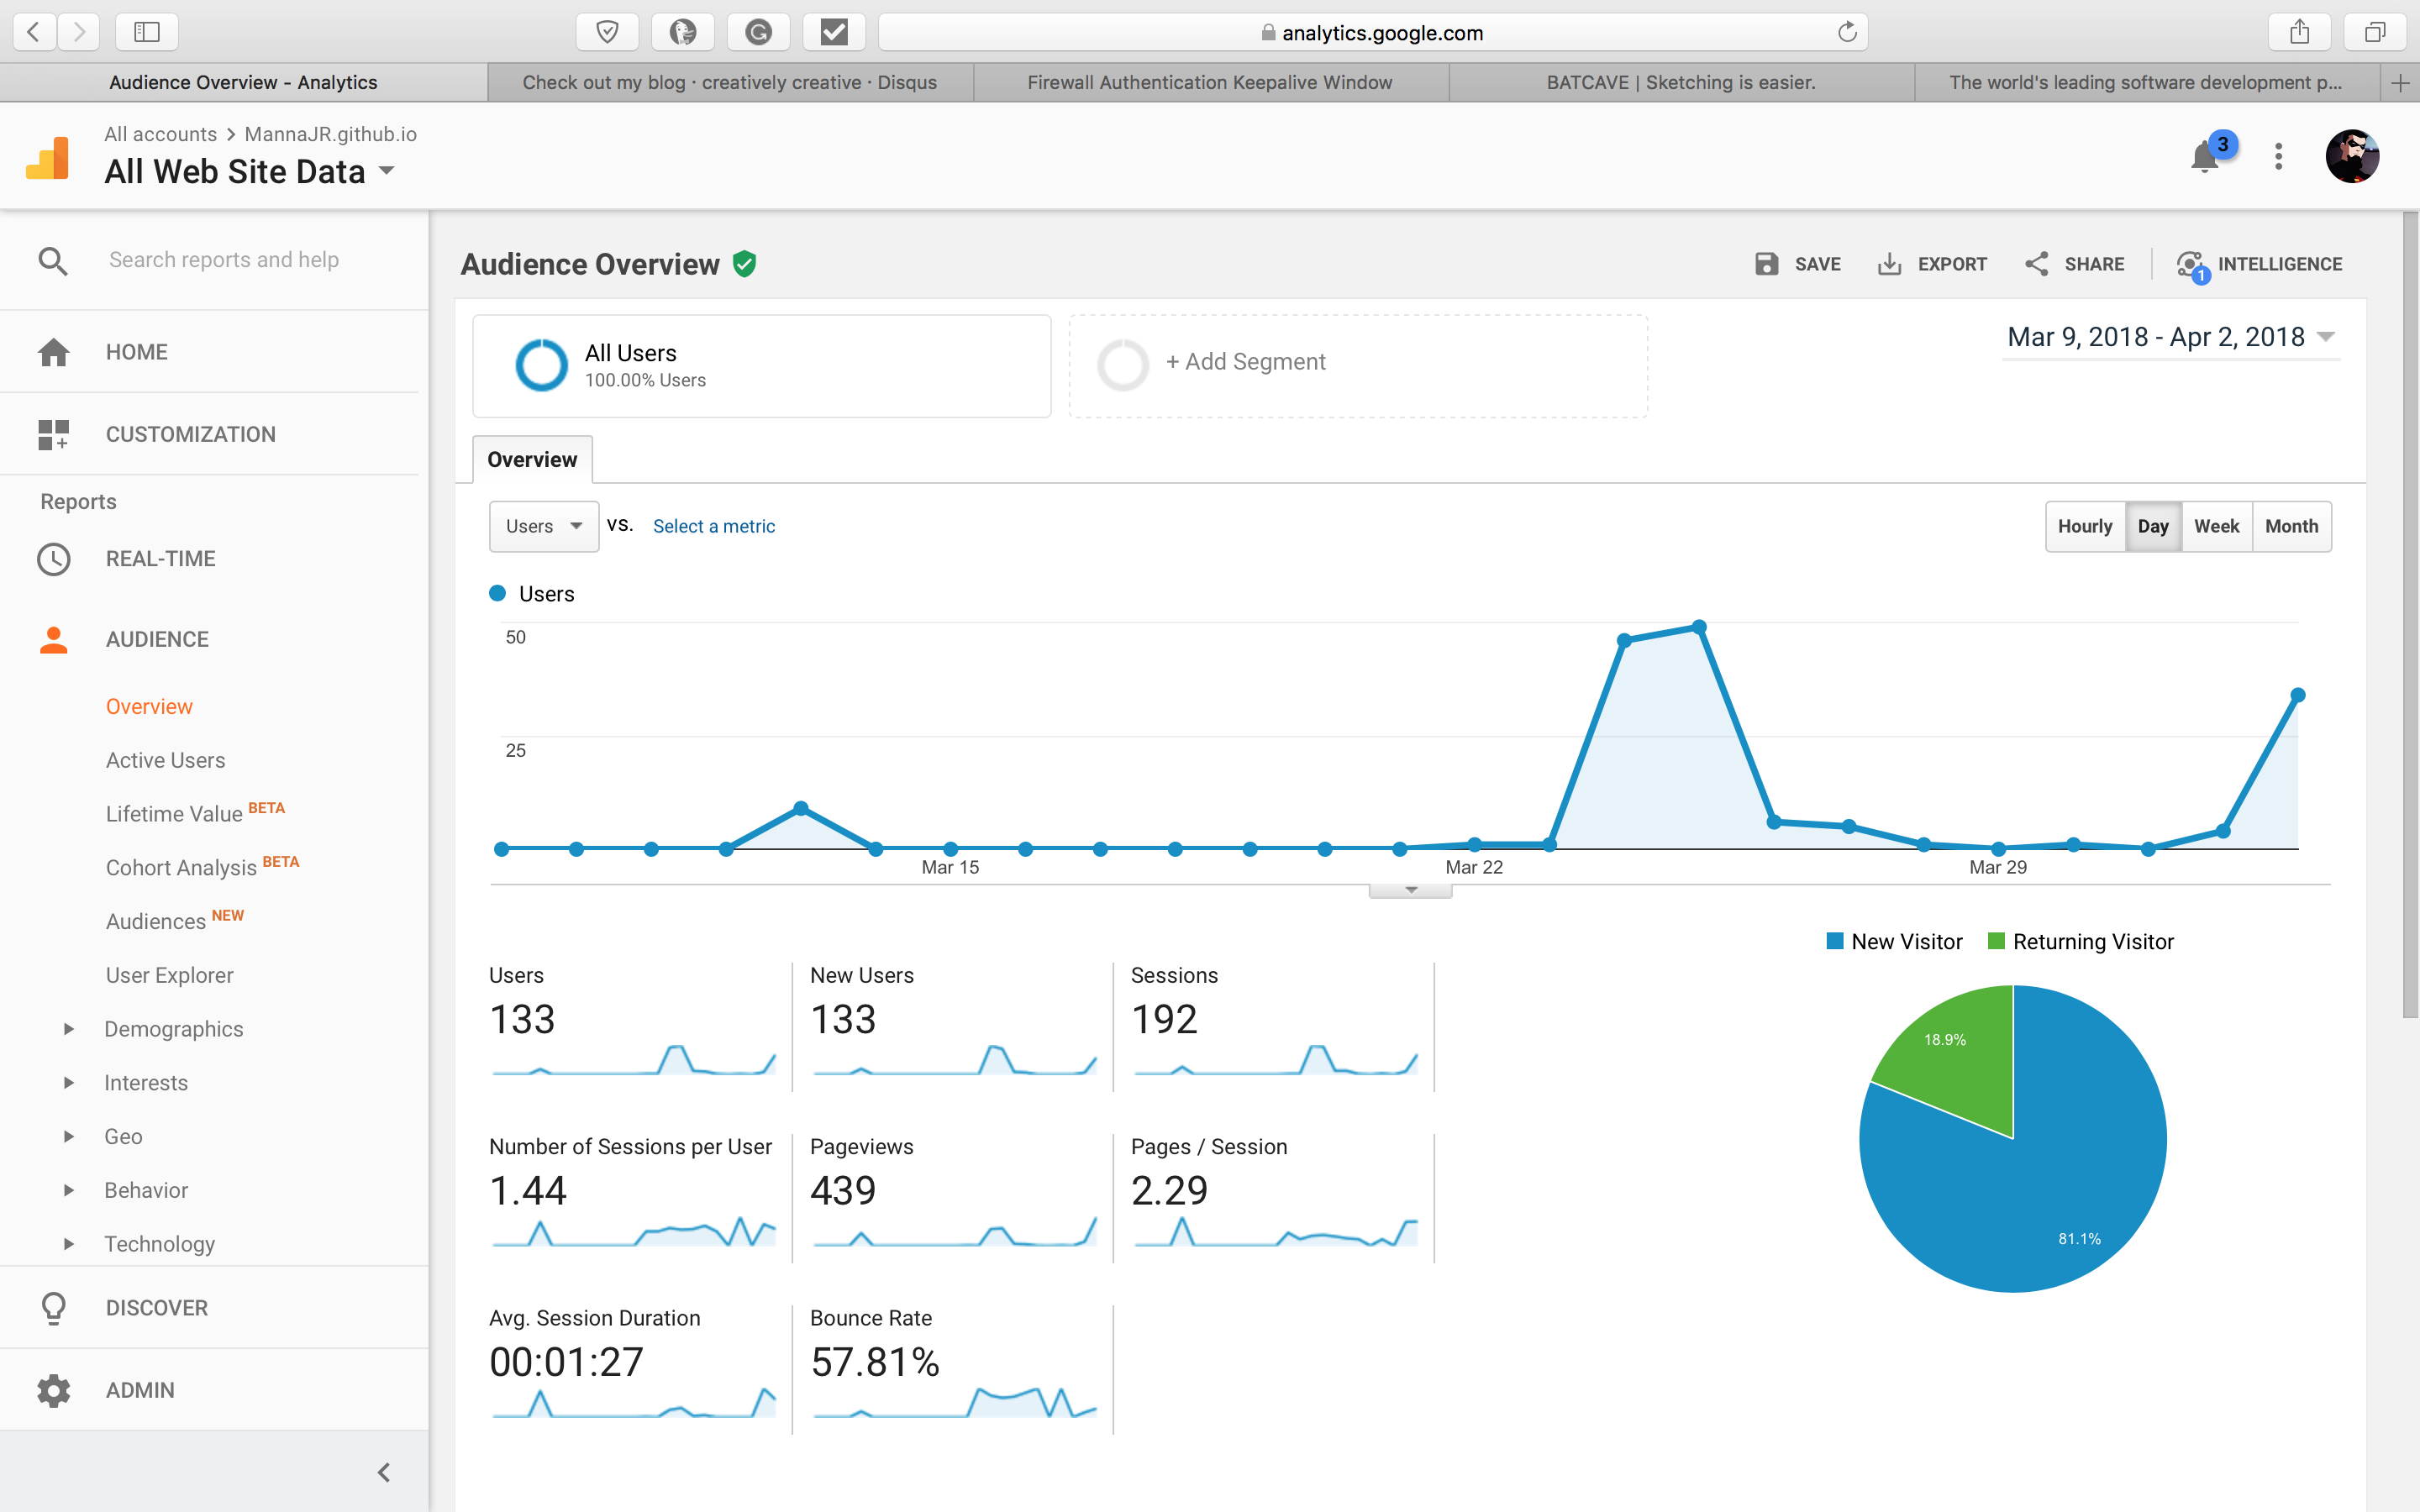 analytics.google.com
Audience Overview - Analytics
Check out my blog · creatively creative · Disqus
Firewall Authentication Keepalive Window
BATCAVE | Sketching is easier.
The world's leading software development p...
All accounts > MannaJR.github.io
All Web Site Data
3
Search reports and help
HOME
CUSTOMIZATION
Reports
REAL-TIME
AUDIENCE
Overview
Active Users
Lifetime Value BETA
Cohort Analysis BETA
Audiences NEW
User Explorer
Demographics
Interests
Geo
Behavior
Technology
DISCOVER
ADMIN
Audience Overview
SAVE
EXPORT
SHARE
1
INTELLIGENCE
All Users
100.00% Users
+ Add Segment
Mar 9, 2018 - Apr 2, 2018
Overview
Users
VS.
Select a metric
Hourly
Day
Week
Month
Users
50
25
Mar 15
Mar 22
Mar 29
Users
133
New Users
133
Sessions
192
Number of Sessions per User
1.44
Pageviews
439
Pages / Session
2.29
Avg. Session Duration
00:01:27
Bounce Rate
57.81%
New Visitor
Returning Visitor
18.9%
81.1%